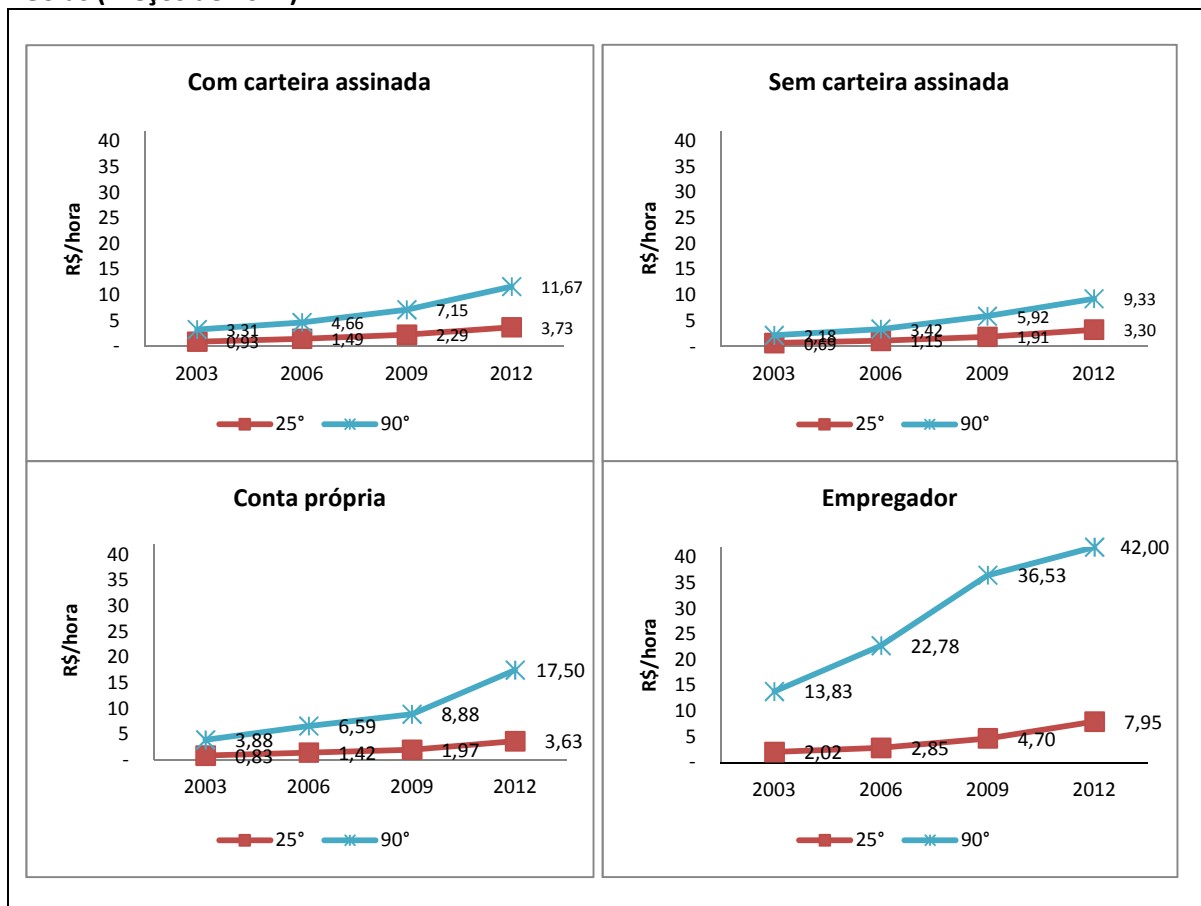 Com carteira assinada
R$/hora
40
35
30
25
20
15
10
5
-
3,31 4,66 7,15 11,67
0,93 1,49 2,29 3,73
2003 2006 2009 2012
25° 90°
Sem carteira assinada
R$/hora
40
35
30
25
20
15
10
5
-
2,18 3,42 5,92 9,33
0,69 1,15 1,91 3,30
2003 2006 2009 2012
25° 90°
Conta própria
R$/hora
40
35
30
25
20
15
10
5
-
3,88 6,59 8,88 17,50
0,83 1,42 1,97 3,63
2003 2006 2009 2012
25° 90°
Empregador
R$/hora
40
35
30
25
20
15
10
5
-
13,83 22,78 36,53 42,00
2,02 2,85 4,70 7,95
2003 2006 2009 2012
25° 90°